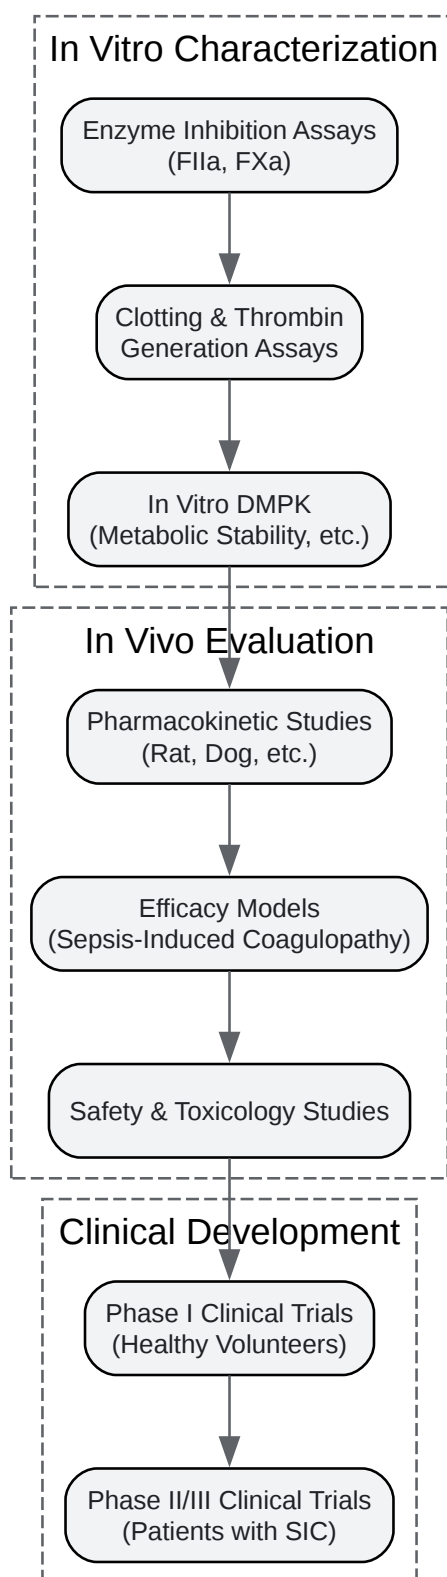 In Vitro Characterization
Enzyme Inhibition Assays
(FIIa, FXa)
Clotting & Thrombin
Generation Assays
In Vitro DMPK
(Metabolic Stability, etc.)
In Vivo Evaluation
Pharmacokinetic Studies
(Rat, Dog, etc.)
Efficacy Models
(Sepsis-Induced Coagulopathy)
Safety & Toxicology Studies
Clinical Development
Phase I Clinical Trials
(Healthy Volunteers)
Phase II/III Clinical Trials
(Patients with SIC)